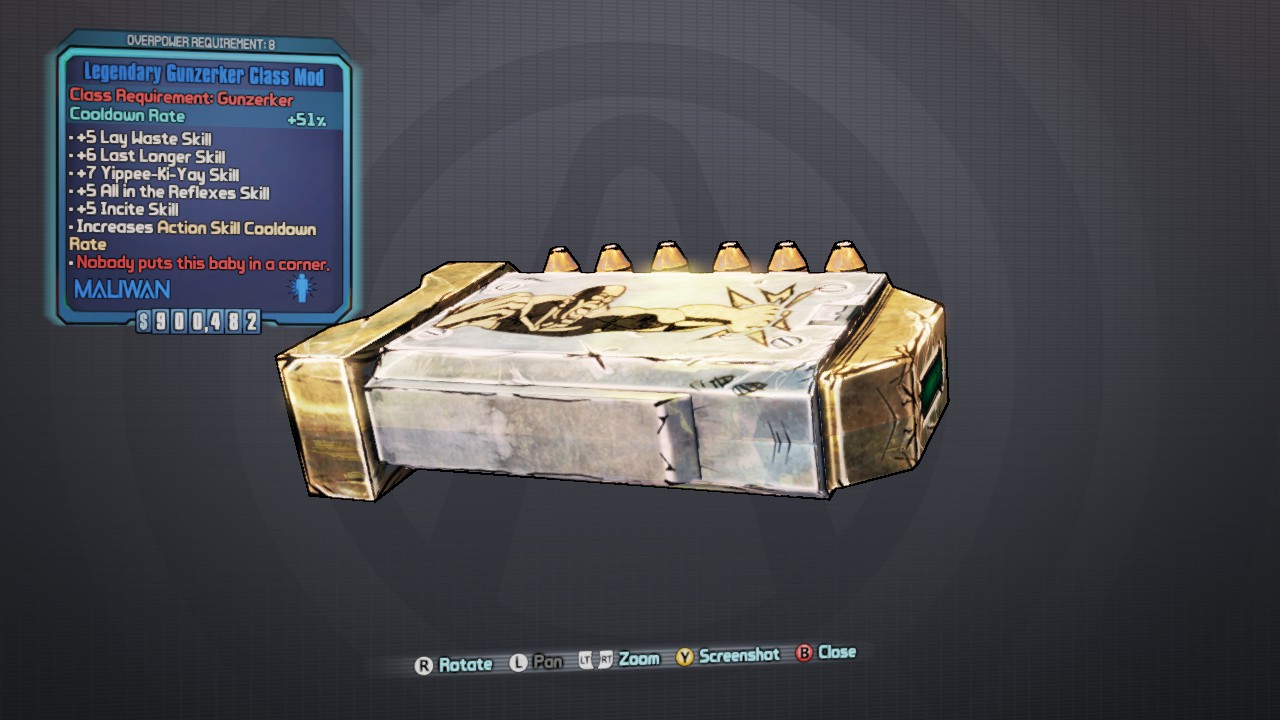 OVERPOWER REQUIREMENT: 8
Legendary Gunzerker Class Mod
Class Requirement: Gunzerker
Cooldown Rate +51%
• +5 Lay Waste Skill
• +6 Last Longer Skill
• +7 Yippee-Ki-Yay Skill
• +5 All in the Reflexes Skill
• +5 Incite Skill
• Increases Action Skill Cooldown
Rate
• Nobody puts this baby in a corner.
MALIWAN
$900,482
R Rotate L Pan LT RT Zoom Y Screenshot B Close